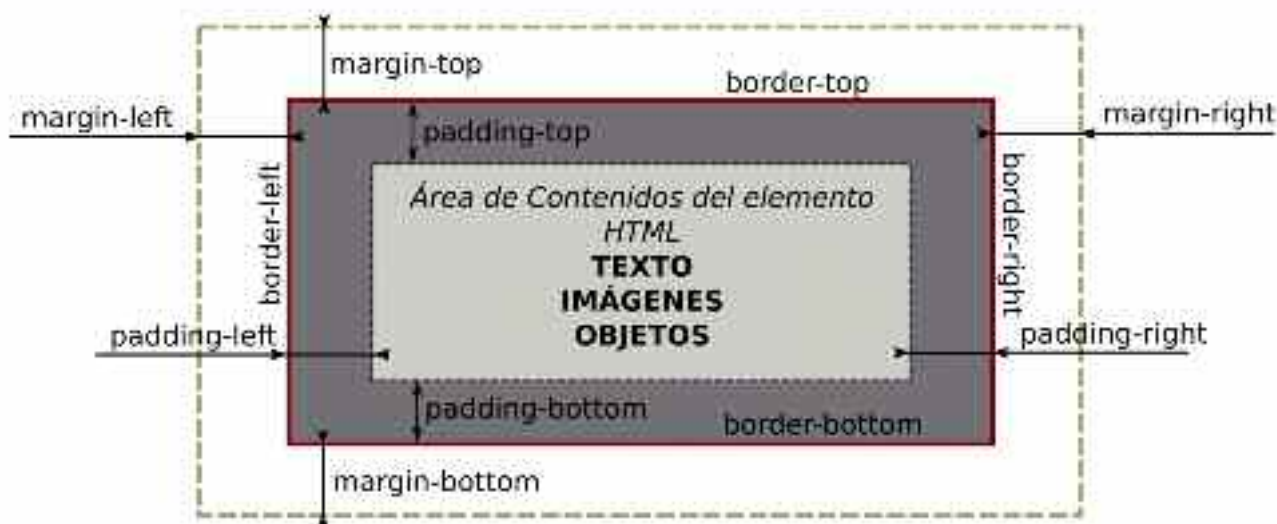 margin-top
border-top
margin-left
margin-right
padding-top
border-left
border-right
Área de Contenidos del elemento
HTML
TEXTO
IMÁGENES
OBJETOS
padding-left
padding-right
padding-bottom
border-bottom
margin-bottom